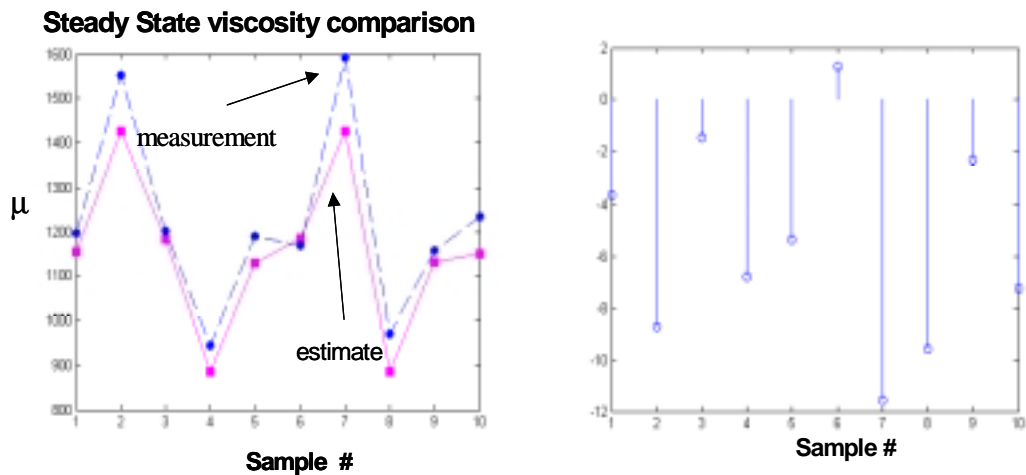 Steady State viscosity comparison
1600
1500
1400
1300
1200
1100
1000
900
800
μ
measurement
estimate
1 2 3 4 5 6 7 8 9 10
Sample #
2
0
-2
-4
-6
-8
-10
-12
1 2 3 4 5 6 7 8 9 10
Sample #